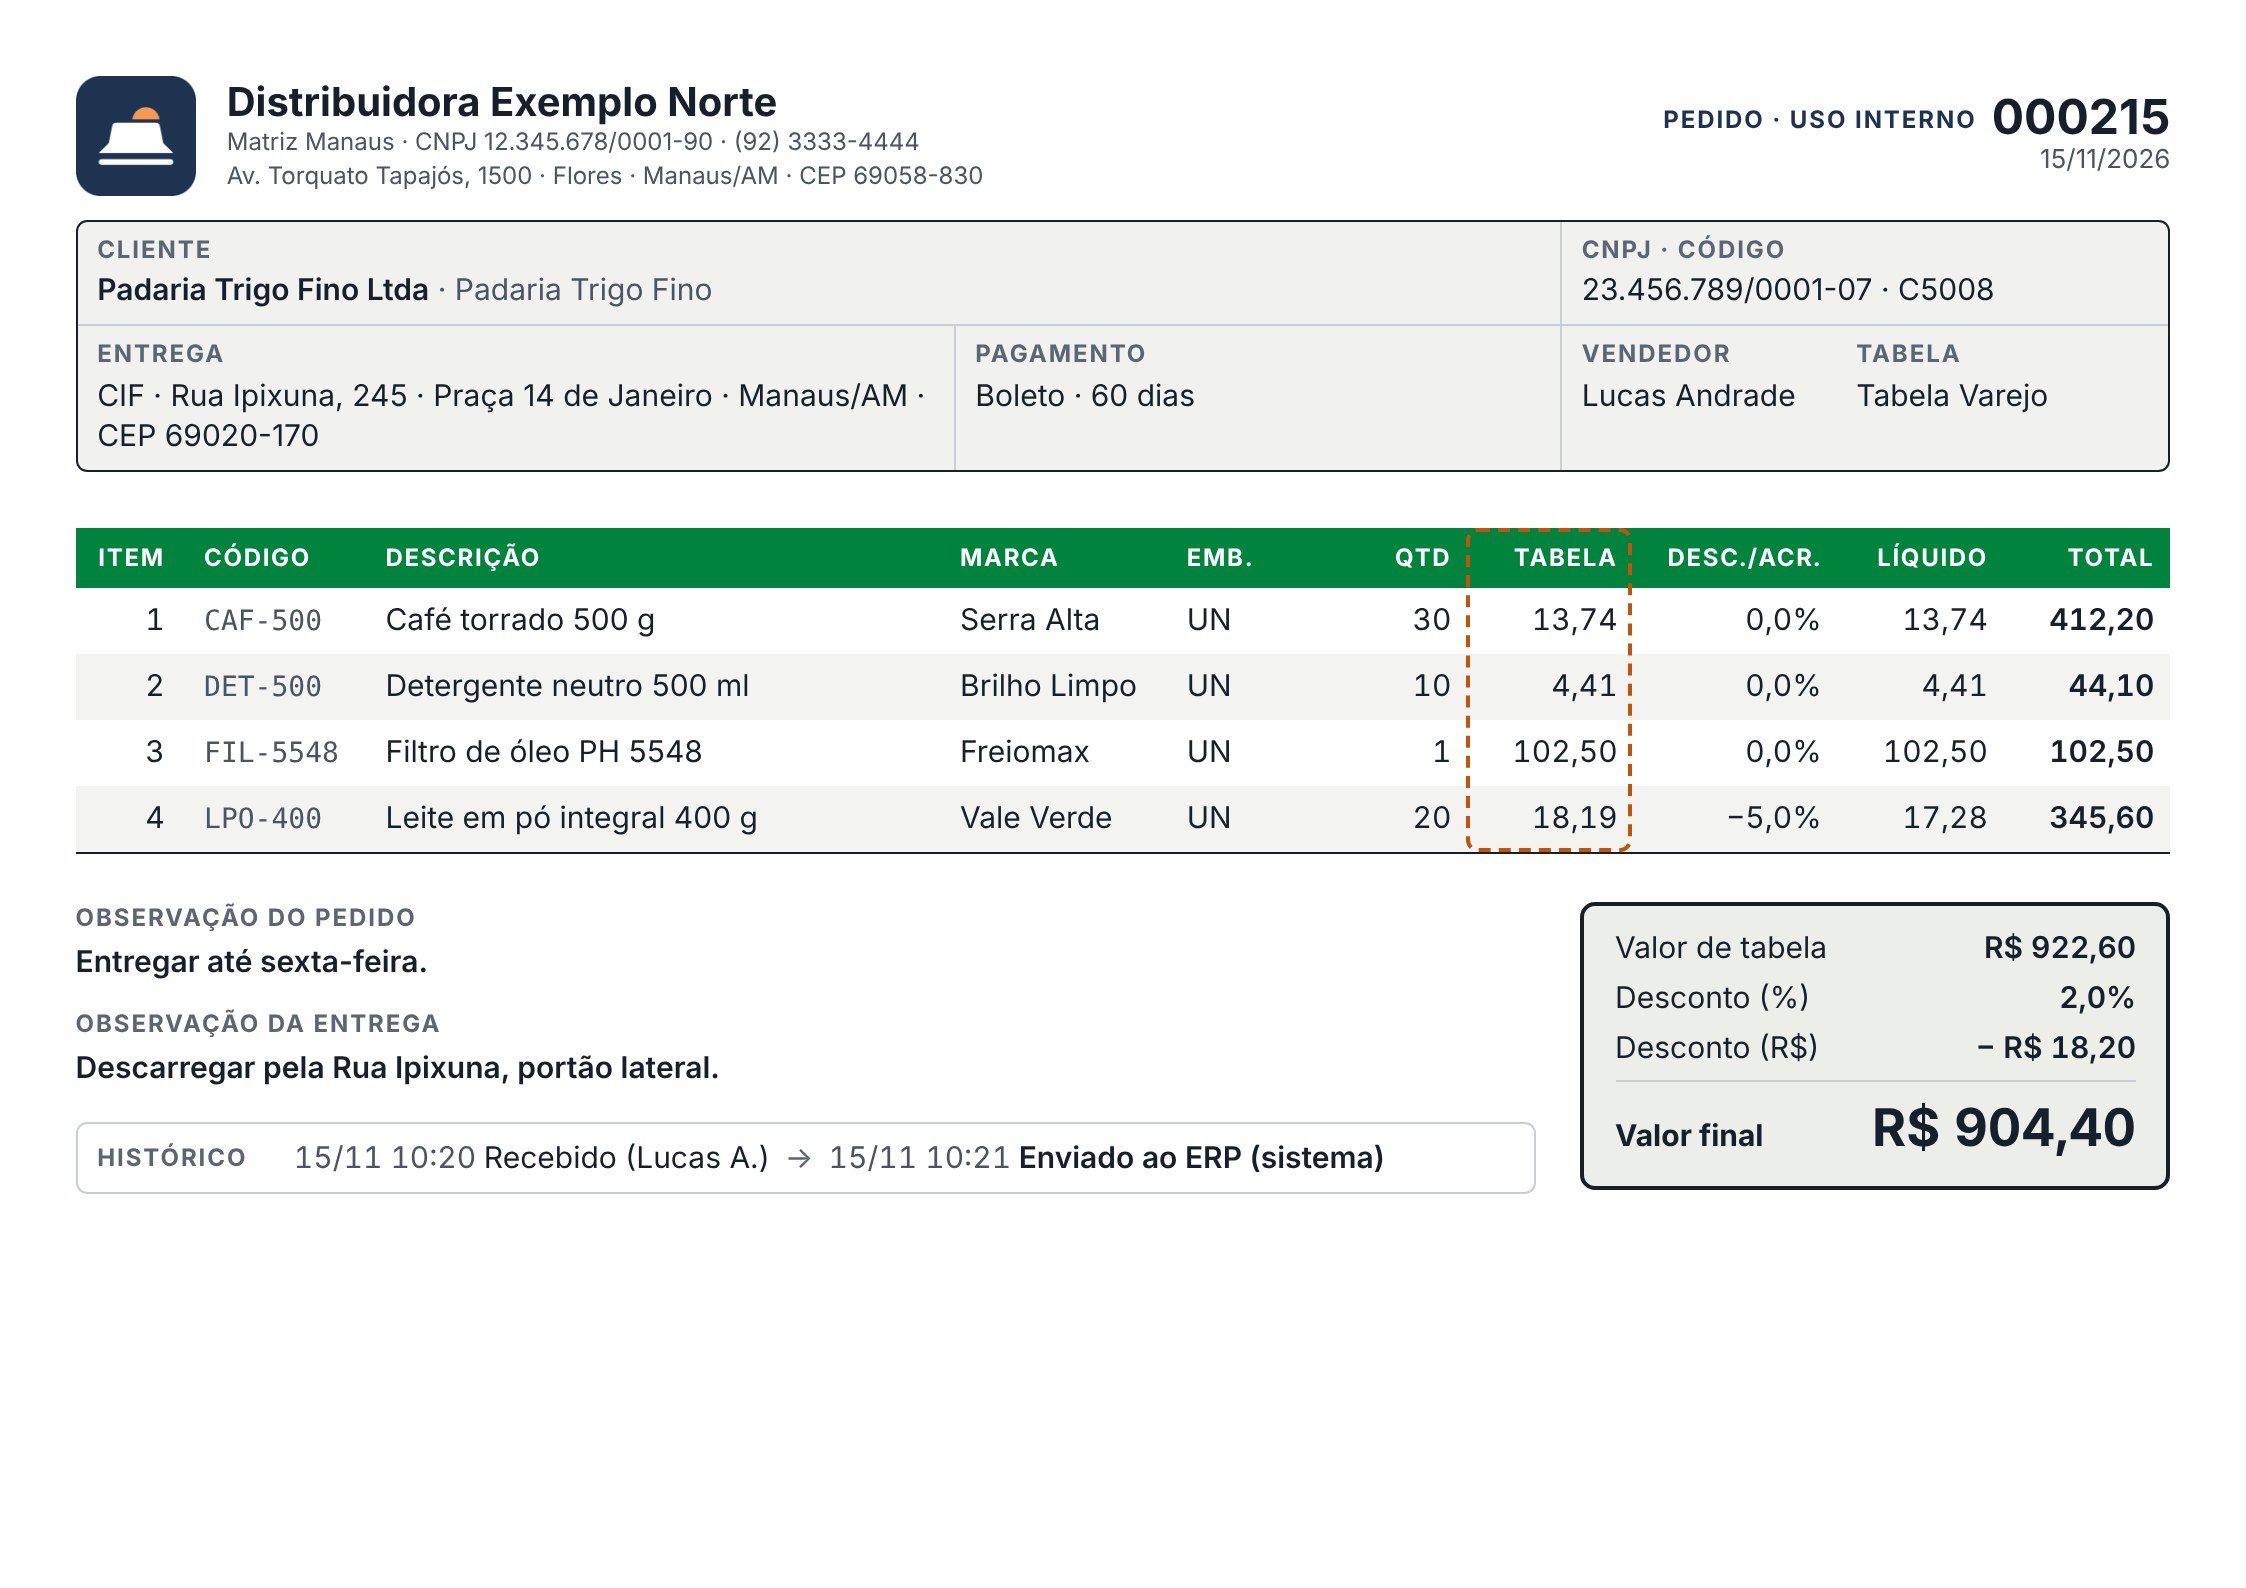 Distribuidora Exemplo Norte
Matriz Manaus · CNPJ 12.345.678/0001-90 · (92) 3333-4444
Av. Torquato Tapajós, 1500 · Flores · Manaus/AM · CEP 69058-830
PEDIDO · USO INTERNO 000215
15/11/2026
CLIENTE
Padaria Trigo Fino Ltda · Padaria Trigo Fino
CNPJ · CÓDIGO
23.456.789/0001-07 · C5008
ENTREGA
CIF · Rua Ipixuna, 245 · Praça 14 de Janeiro · Manaus/AM ·
CEP 69020-170
PAGAMENTO
Boleto · 60 dias
VENDEDOR
Lucas Andrade
TABELA
Tabela Varejo
ITEM CÓDIGO DESCRIÇÃO MARCA EMB. QTD TABELA DESC./ACR. LÍQUIDO TOTAL
1 CAF-500 Café torrado 500 g Serra Alta UN 30 13,74 0,0% 13,74 412,20
2 DET-500 Detergente neutro 500 ml Brilho Limpo UN 10 4,41 0,0% 4,41 44,10
3 FIL-5548 Filtro de óleo PH 5548 Freiomax UN 1 102,50 0,0% 102,50 102,50
4 LPO-400 Leite em pó integral 400 g Vale Verde UN 20 18,19 −5,0% 17,28 345,60
OBSERVAÇÃO DO PEDIDO
Entregar até sexta-feira.
OBSERVAÇÃO DA ENTREGA
Descarregar pela Rua Ipixuna, portão lateral.
HISTÓRICO 15/11 10:20 Recebido (Lucas A.) → 15/11 10:21 Enviado ao ERP (sistema)
Valor de tabela R$ 922,60
Desconto (%) 2,0%
Desconto (R$) − R$ 18,20
Valor final R$ 904,40